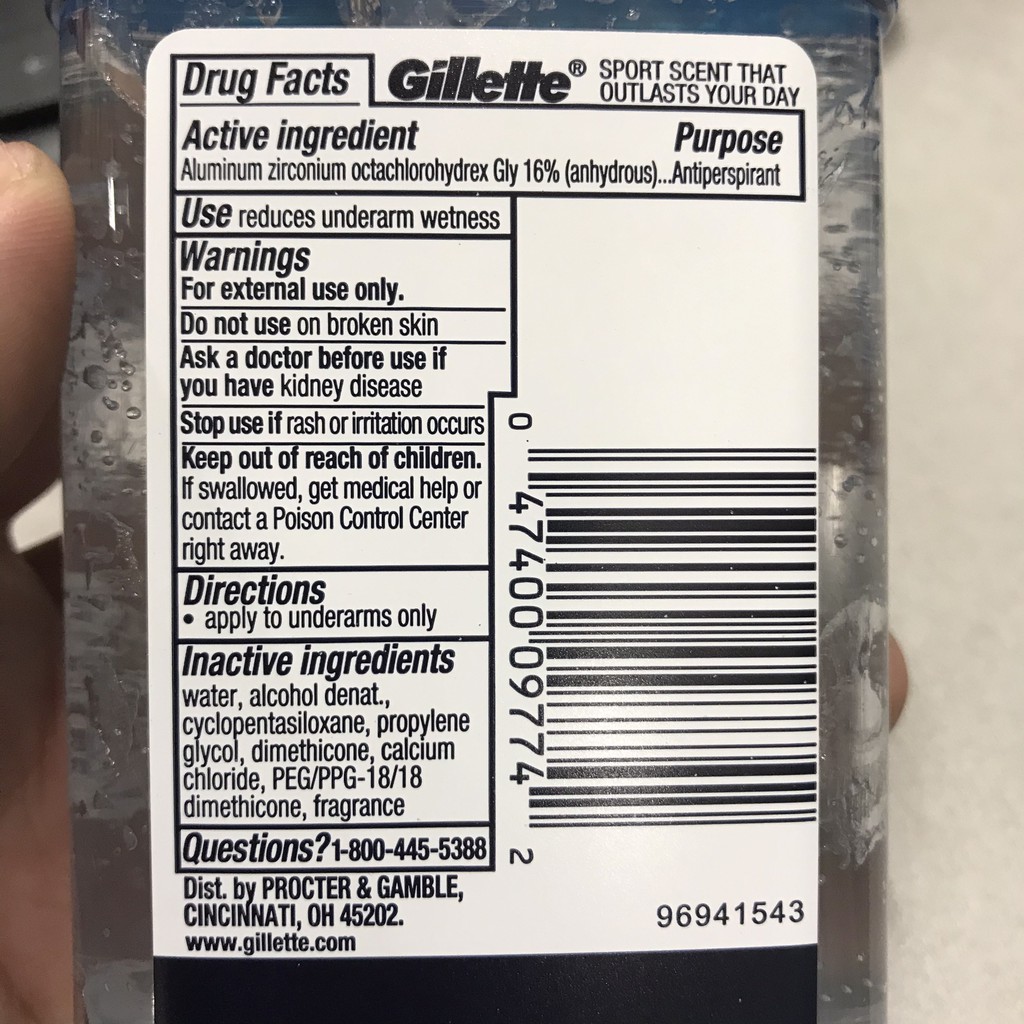 Drug Facts
Gillette® SPORT SCENT THAT
OUTLASTS YOUR DAY
Active ingredient Purpose
Aluminum zirconium octachlorohydrex Gly 16% (anhydrous)...Antiperspirant
Use reduces underarm wetness
Warnings
For external use only.
Do not use on broken skin
Ask a doctor before use if
you have kidney disease
Stop use if rash or irritation occurs
Keep out of reach of children.
If swallowed, get medical help or
contact a Poison Control Center
right away.
Directions
• apply to underarms only
Inactive ingredients
water, alcohol denat.,
cyclopentasiloxane, propylene
glycol, dimethicone, calcium
chloride, PEG/PPG-18/18
dimethicone, fragrance
Questions? 1-800-445-5388
Dist. by PROCTER & GAMBLE,
CINCINNATI, OH 45202.
www.gillette.com
0 47400 09774 2
96941543